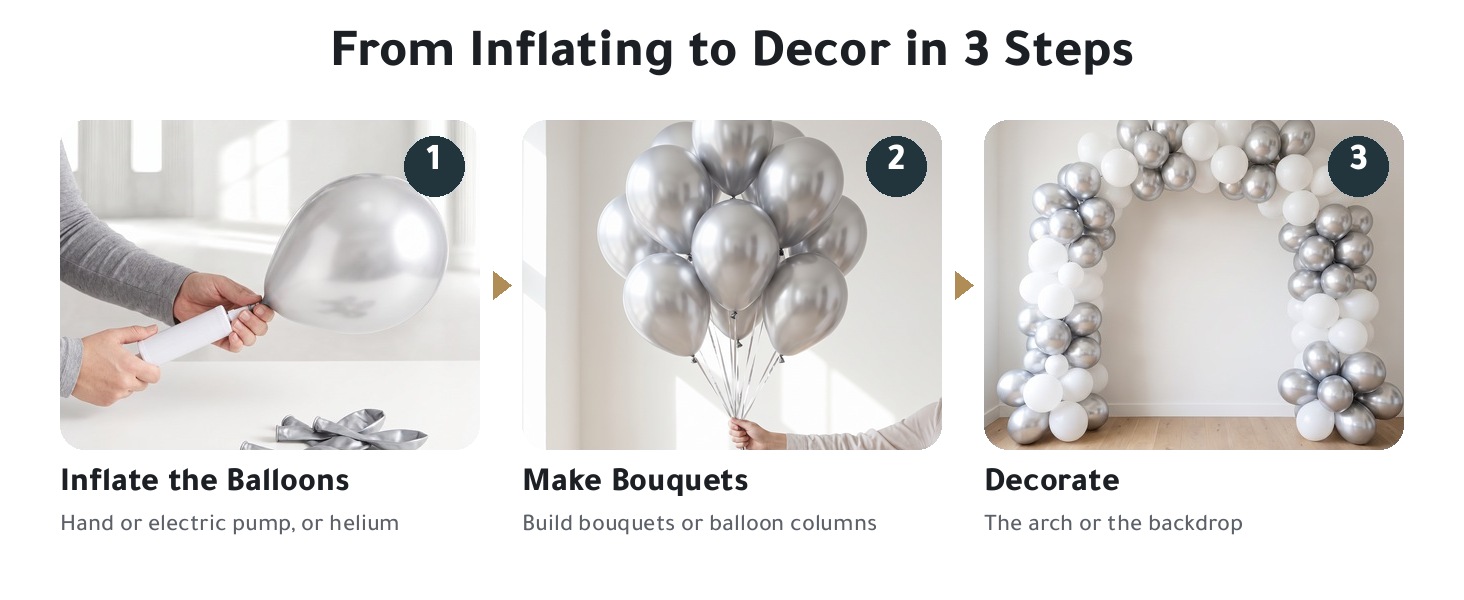 From Inflating to Decor in 3 Steps
1
2
3
Inflate the Balloons
Hand or electric pump, or helium
Make Bouquets
Build bouquets or balloon columns
Decorate
The arch or the backdrop